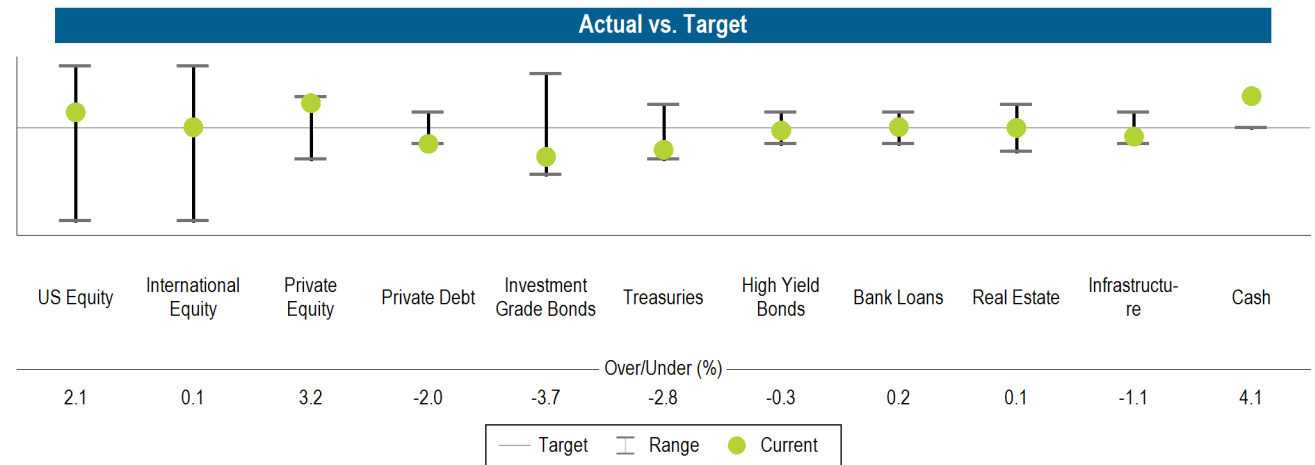 Actual vs. Target
US Equity
International
Equity
Private
Equity
Private Debt
Investment
Grade Bonds
Treasuries
High Yield
Bonds
Bank Loans
Real Estate
Infrastructu-
re
Cash
Over/Under (%)
2.1 0.1 3.2 -2.0 -3.7 -2.8 -0.3 0.2 0.1 -1.1 4.1
Target Range Current